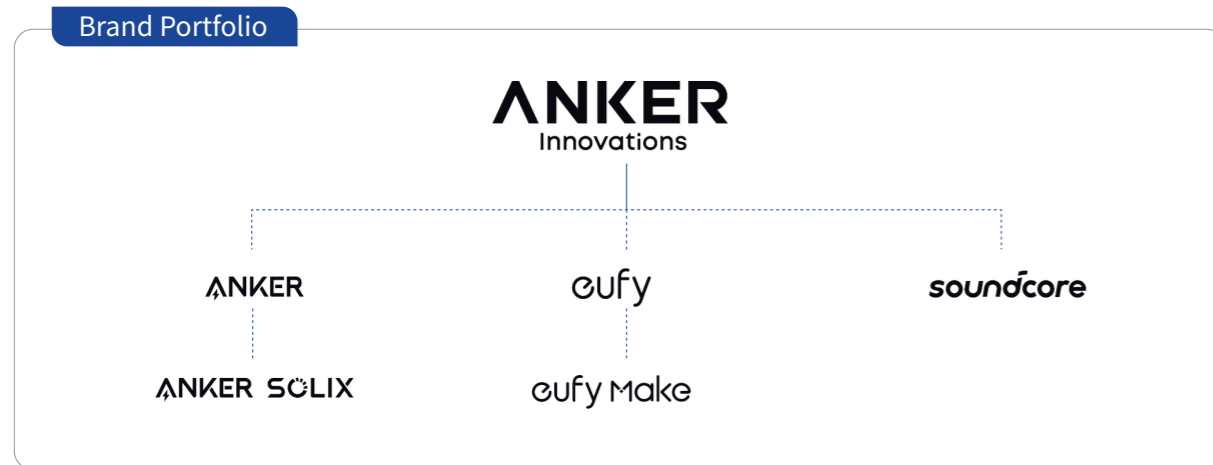 Brand Portfolio
ANKER
Innovations
ANKER
eufy
soundcore
ANKER SOLIX
eufy Make